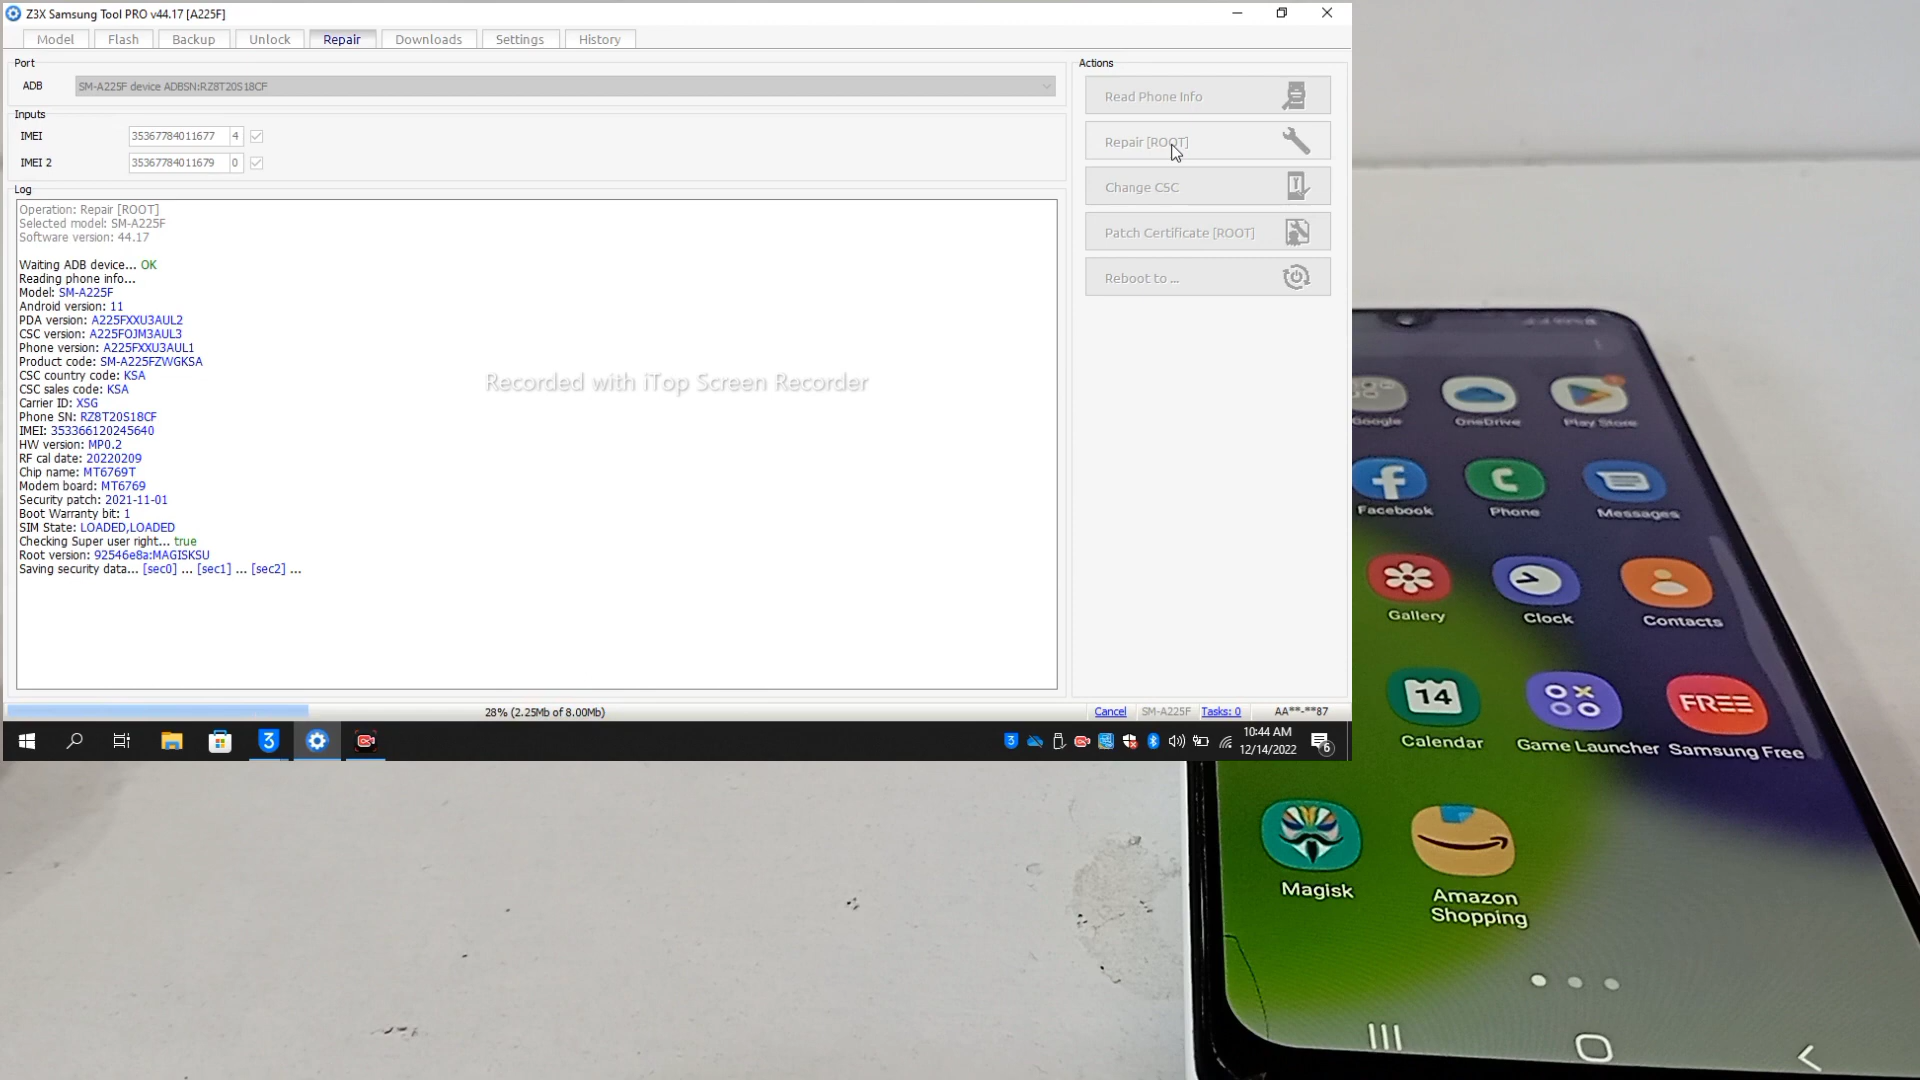 Z3X Samsung Tool PRO v44.17 [A225F]
Model Flash Backup Unlock Repair Downloads Settings History
Port
ADB SM-A225F device ADBSN:RZ8T20S18CF
Inputs
IMEI 35367784011677 4
IMEI 2 35367784011679 0
Log
Operation: Repair [ROOT]
Selected model: SM-A225F
Software version: 44.17
Waiting ADB device... OK
Reading phone info...
Model: SM-A225F
Android version: 11
PDA version: A225FXXU3AUL2
CSC version: A225FOJM3AUL3
Phone version: A225FXXU3AUL1
Product code: SM-A225FZWGKSA
CSC country code: KSA
CSC sales code: KSA
Carrier ID: XSG
Phone SN: RZ8T20S18CF
IMEI: 353366120245640
HW version: MP0.2
RF cal date: 20220209
Chip name: MT6769T
Modem board: MT6769
Security patch: 2021-11-01
Boot Warranty bit: 1
SIM State: LOADED,LOADED
Checking Super user right... true
Root version: 92546e8a:MAGISKSU
Saving security data... [sec0] ... [sec1] ... [sec2] ...
Recorded with iTop Screen Recorder
Actions
Read Phone Info
Repair [ROOT]
Change CSC
Patch Certificate [ROOT]
Reboot to ...
28% (2.25Mb of 8.00Mb)
Cancel SM-A225F Tasks: 0 AA**-**87
3
3
10:44 AM
12/14/2022
6
Google OneDrive Play Store
Facebook Phone Messages
Gallery Clock Contacts
14
FREE
Calendar Game Launcher Samsung Free
Magisk Amazon
Shopping